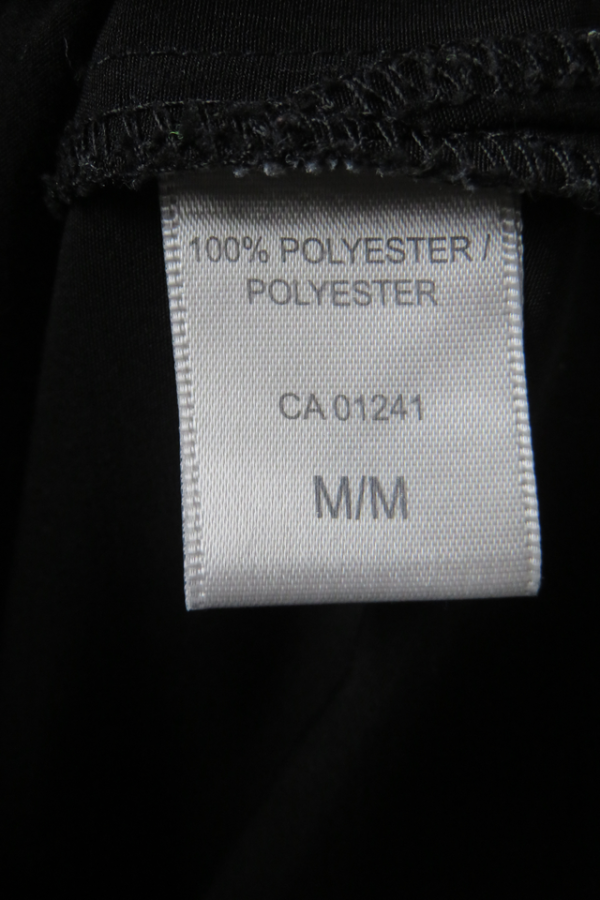 100% POLYESTER /
POLYESTER
CA 01241
M/M